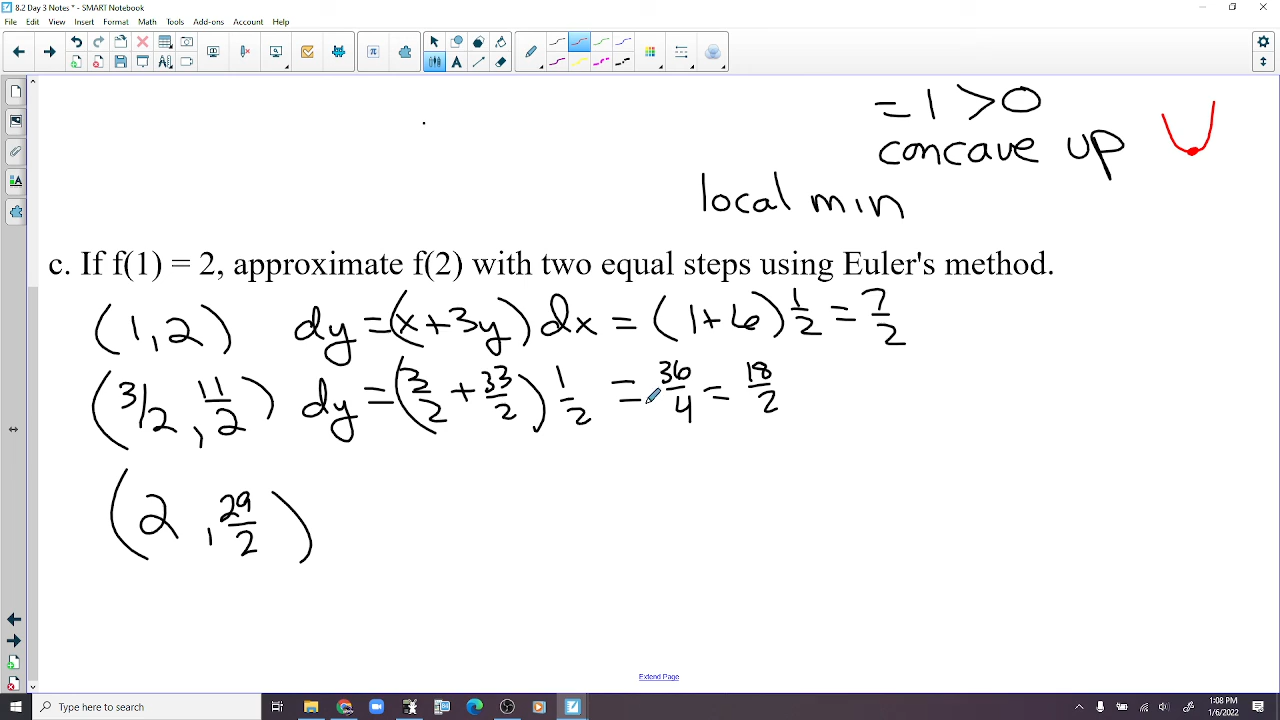 8.2 Day 3 Notes * - SMART Notebook
File Edit View Insert Format Tools Add-ons Account Help
= 1 > 0
concave up
local min
c. If f(1) = 2, approximate f(2) with two equal steps using Euler's method.
(1,2) dy = (x+3y)dx = (1+6) 1/2 = 7/2
(3/2, 11/2) dy = (3/2 + 33/2) 1/2 = 36/4 = 18/2
(2, 29/2)
Extend Page
Type here to search
1:08 PM
1/6/2022